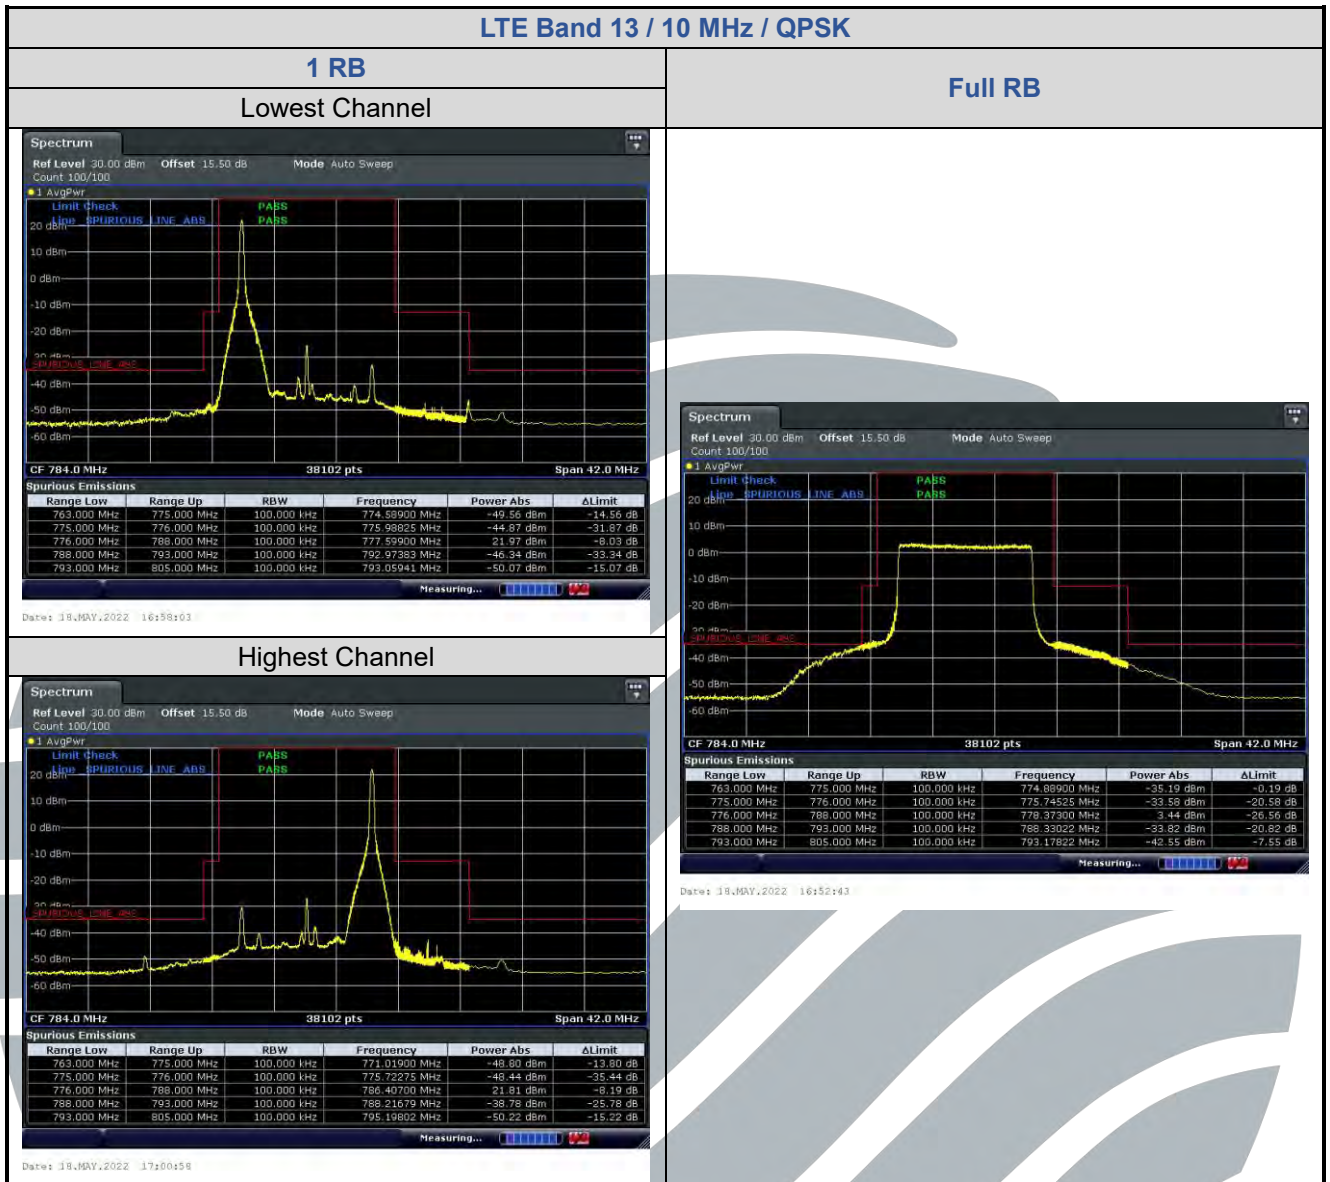 LTE Band 13 / 10 MHz / QPSK
1 RB
Full RB
Lowest Channel
Spectrum
Ref Level 30.00 dBm Offset 15.50 dB Mode Auto Sweep
Count 100/100
1 AvgPwr
Limit Check PASS
Line _SPURIOUS_LINE_ABS_ PASS
20 dBm
10 dBm
0 dBm
-10 dBm
-20 dBm
-30 dBm
_SPURIOUS_LINE_ABS_
-40 dBm
-50 dBm
-60 dBm
CF 784.0 MHz 38102 pts Span 42.0 MHz
Spurious Emissions
Range Low Range Up RBW Frequency Power Abs ΔLimit
763.000 MHz 775.000 MHz 100.000 kHz 774.58900 MHz -49.56 dBm -14.56 dB
775.000 MHz 776.000 MHz 100.000 kHz 775.98825 MHz -44.87 dBm -31.87 dB
776.000 MHz 788.000 MHz 100.000 kHz 777.59900 MHz 21.97 dBm -8.03 dB
788.000 MHz 793.000 MHz 100.000 kHz 792.97383 MHz -46.34 dBm -33.34 dB
793.000 MHz 805.000 MHz 100.000 kHz 793.05941 MHz -50.07 dBm -15.07 dB
Measuring...
Date: 18.MAY.2022 16:58:03
Highest Channel
Spectrum
Ref Level 30.00 dBm Offset 15.50 dB Mode Auto Sweep
Count 100/100
1 AvgPwr
Limit Check PASS
Line _SPURIOUS_LINE_ABS_ PASS
20 dBm
10 dBm
0 dBm
-10 dBm
-20 dBm
-30 dBm
_SPURIOUS_LINE_ABS_
-40 dBm
-50 dBm
-60 dBm
CF 784.0 MHz 38102 pts Span 42.0 MHz
Spurious Emissions
Range Low Range Up RBW Frequency Power Abs ΔLimit
763.000 MHz 775.000 MHz 100.000 kHz 771.01900 MHz -48.80 dBm -13.80 dB
775.000 MHz 776.000 MHz 100.000 kHz 775.72275 MHz -48.44 dBm -35.44 dB
776.000 MHz 788.000 MHz 100.000 kHz 786.40700 MHz 21.81 dBm -8.19 dB
788.000 MHz 793.000 MHz 100.000 kHz 788.21679 MHz -38.78 dBm -25.78 dB
793.000 MHz 805.000 MHz 100.000 kHz 795.19802 MHz -50.22 dBm -15.22 dB
Measuring...
Date: 18.MAY.2022 17:00:58
Spectrum
Ref Level 30.00 dBm Offset 15.50 dB Mode Auto Sweep
Count 100/100
1 AvgPwr
Limit Check PASS
Line _SPURIOUS_LINE_ABS_ PASS
20 dBm
10 dBm
0 dBm
-10 dBm
-20 dBm
-30 dBm
_SPURIOUS_LINE_ABS_
-40 dBm
-50 dBm
-60 dBm
CF 784.0 MHz 38102 pts Span 42.0 MHz
Spurious Emissions
Range Low Range Up RBW Frequency Power Abs ΔLimit
763.000 MHz 775.000 MHz 100.000 kHz 774.88900 MHz -35.19 dBm -0.19 dB
775.000 MHz 776.000 MHz 100.000 kHz 775.74525 MHz -33.58 dBm -20.58 dB
776.000 MHz 788.000 MHz 100.000 kHz 778.37300 MHz 3.44 dBm -26.56 dB
788.000 MHz 793.000 MHz 100.000 kHz 788.33022 MHz -33.82 dBm -20.82 dB
793.000 MHz 805.000 MHz 100.000 kHz 793.17822 MHz -42.55 dBm -7.55 dB
Measuring...
Date: 18.MAY.2022 16:52:43